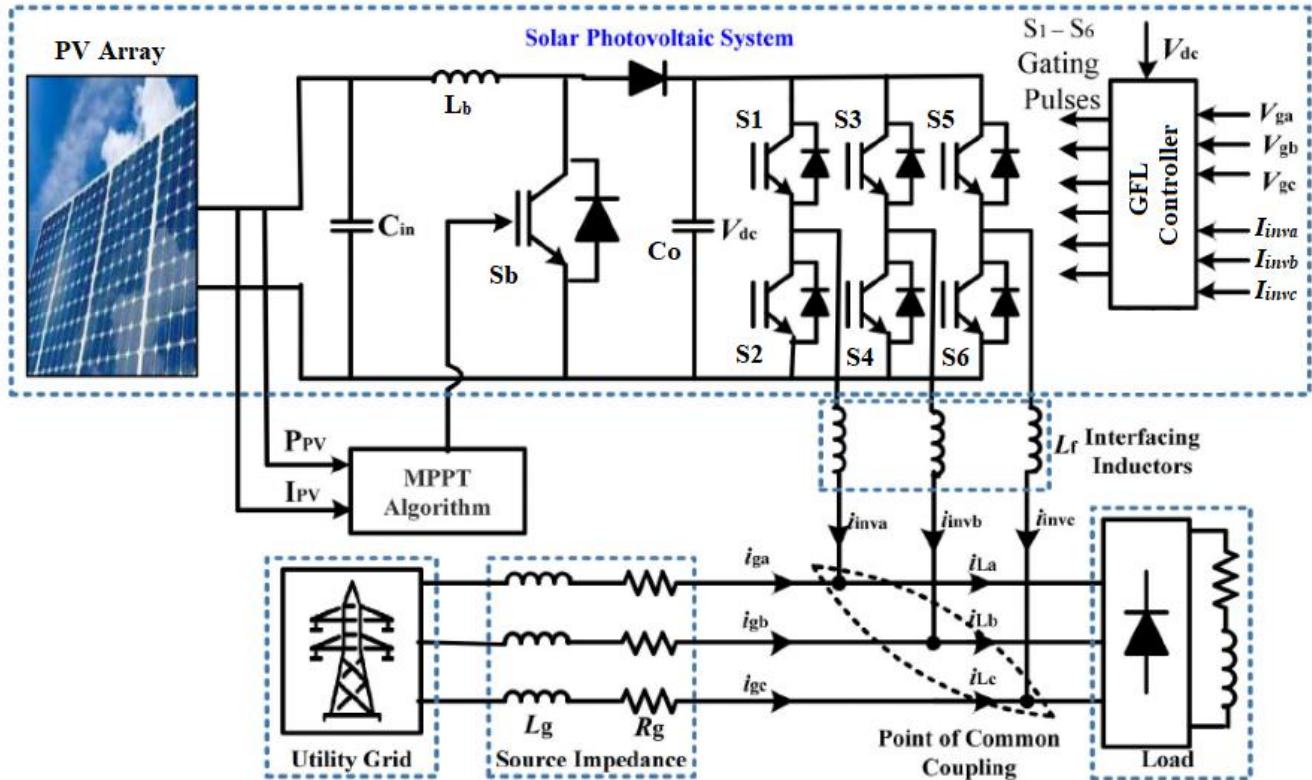 Solar Photovoltaic System
PV Array
Lb
Cin
Sb
Co
Vdc
S1
S3
S5
S2
S4
S6
S1 – S6
Gating
Pulses
Vdc
GFL
Controller
Vga
Vgb
Vgc
Iinva
Iinvb
Iinvc
PPV
IPV
MPPT
Algorithm
Lf Interfacing
Inductors
iinva
iinvb
iinvc
iga
igb
igc
iLa
iLb
iLc
Lg
Rg
Utility Grid
Source Impedance
Point of Common
Coupling
Load